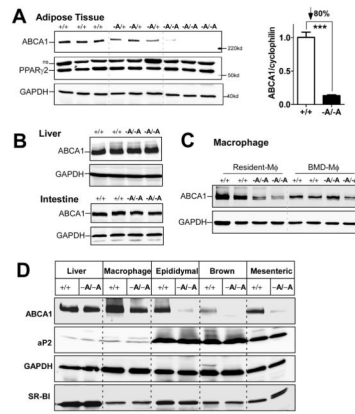 A Adipose Tissue
+/+ +/+ +/+ -A/+ -A/+ -A/+ -A/-A -A/-A -A/-A
ABCA1
220kd
ns
PPARγ2
50kd
GAPDH
40kd
80%
***
ABCA1/cyclophilin
1.0
0.5
0.0
+/+ -A/-A
B Liver
+/+ +/+ -A/-A -A/-A
ABCA1
GAPDH
Intestine
+/+ +/+ -A/-A -A/-A
ABCA1
GAPDH
C Macrophage
Resident-MΦ BMD-MΦ
+/+ +/+ -A/-A -A/-A +/+ +/+ -A/-A -A/-A
ABCA1
GAPDH
D
Liver Macrophage Epididymal Brown Mesenteric
+/+ -A/-A +/+ -A/-A +/+ -A/-A +/+ -A/-A +/+ -A/-A
ABCA1
aP2
GAPDH
SR-BI